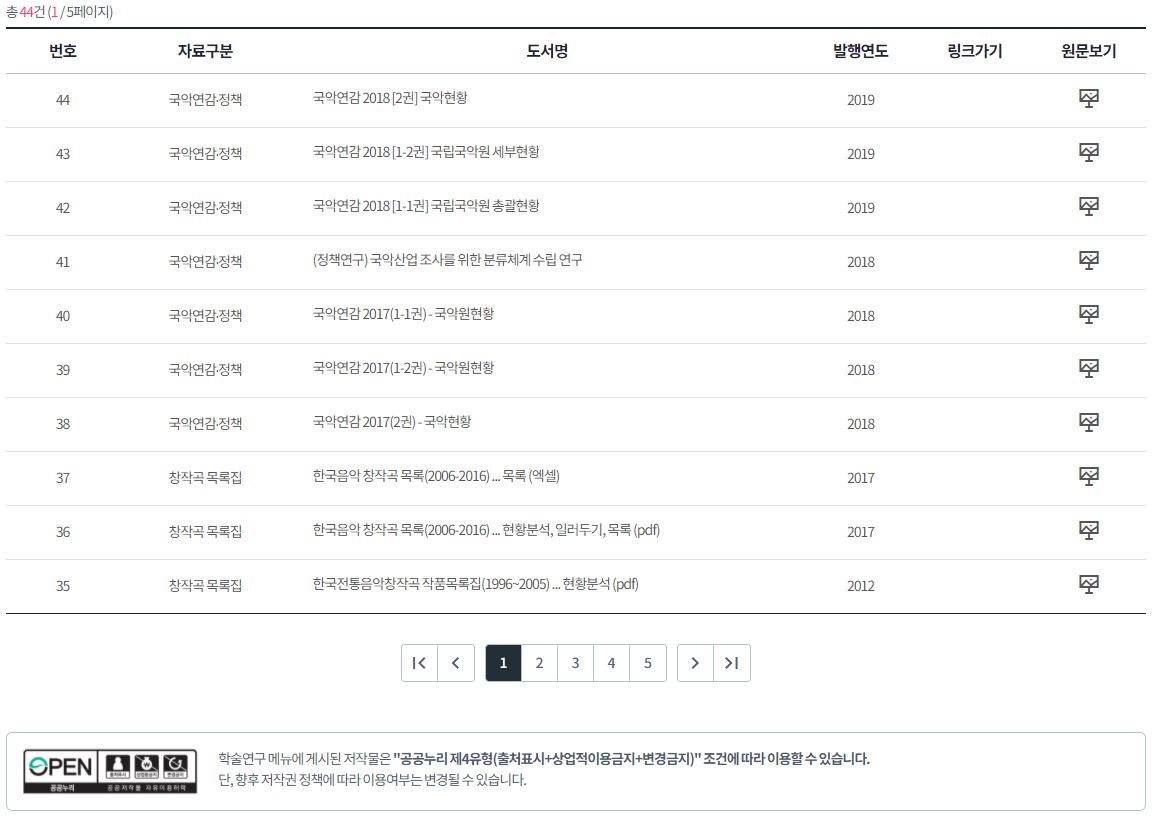 총 44건 (1 / 5페이지)
번호 자료구분 도서명 발행연도 링크가기 원문보기
44 국악연감·정책 국악연감 2018 [2권] 국악현황 2019
43 국악연감·정책 국악연감 2018 [1-2권] 국립국악원 세부현황 2019
42 국악연감·정책 국악연감 2018 [1-1권] 국립국악원 총괄현황 2019
41 국악연감·정책 (정책연구) 국악산업 조사를 위한 분류체계 수립 연구 2018
40 국악연감·정책 국악연감 2017(1-1권) - 국악원현황 2018
39 국악연감·정책 국악연감 2017(1-2권) - 국악원현황 2018
38 국악연감·정책 국악연감 2017(2권) - 국악현황 2018
37 창작곡 목록집 한국음악 창작곡 목록(2006-2016) ... 목록 (엑셀) 2017
36 창작곡 목록집 한국음악 창작곡 목록(2006-2016) ... 현황분석, 일러두기, 목록 (pdf) 2017
35 창작곡 목록집 한국전통음악창작곡 작품목록집(1996~2005) ... 현황분석 (pdf) 2012
1 2 3 4 5
OPEN
출처표시 상업용금지 변경금지
공공누리 공공저작물 자유이용허락
학술연구 메뉴에 게시된 저작물은 "공공누리 제4유형(출처표시+상업적이용금지+변경금지)" 조건에 따라 이용할 수 있습니다.
단, 향후 저작권 정책에 따라 이용여부는 변경될 수 있습니다.